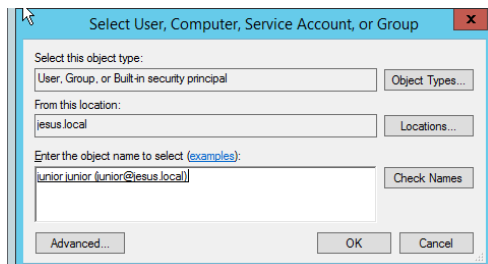 Select User, Computer, Service Account, or Group
x
Select this object type:
User, Group, or Built-in security principal
Object Types...
From this location:
jesus.local
Locations...
Enter the object name to select (examples):
junior junior (junior@jesus.local)
Check Names
Advanced...
OK
Cancel